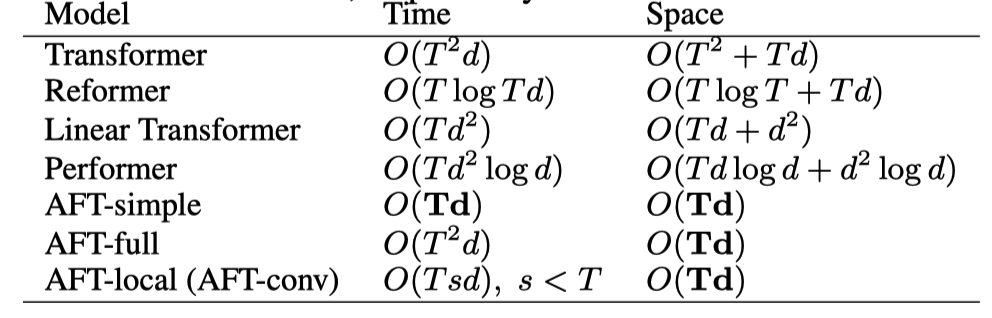 Model Time Space
Transformer O(T²d) O(T² + Td)
Reformer O(T log Td) O(T log T + Td)
Linear Transformer O(Td²) O(Td + d²)
Performer O(Td² log d) O(Td log d + d² log d)
AFT-simple O(Td) O(Td)
AFT-full O(T²d) O(Td)
AFT-local (AFT-conv) O(Tsd), s < T O(Td)